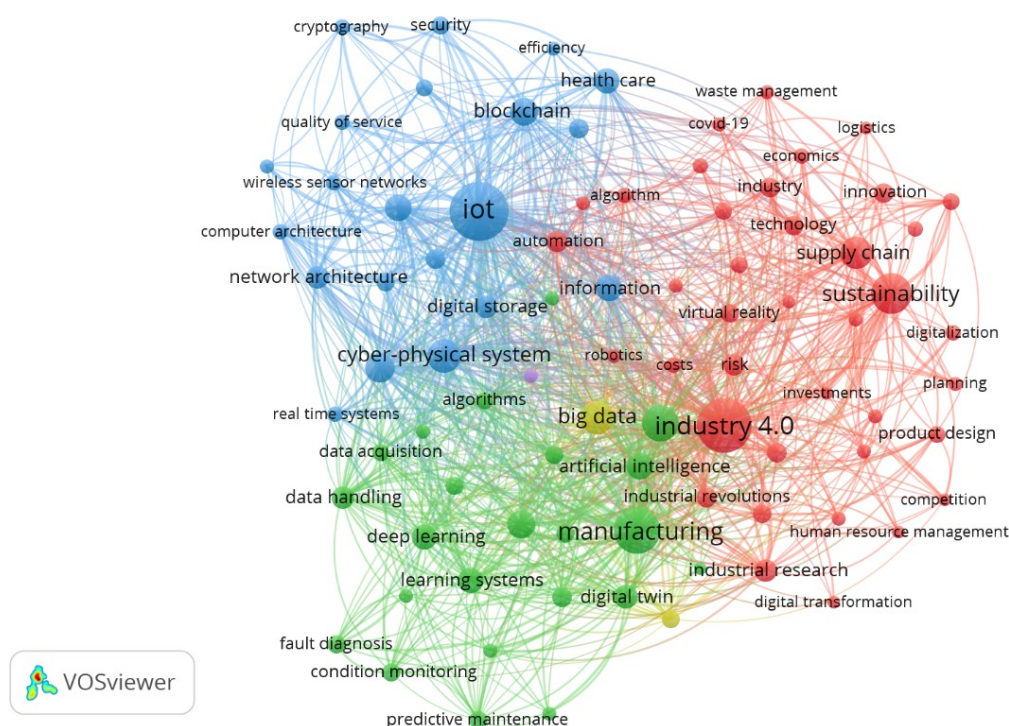 cryptography
security
efficiency
health care
waste management
blockchain
quality of service
covid-19
logistics
economics
wireless sensor networks
algorithm
industry
innovation
iot
computer architecture
automation
technology
supply chain
network architecture
information
sustainability
digital storage
virtual reality
digitalization
cyber-physical system
robotics
costs
risk
planning
algorithms
investments
real time systems
big data
industry 4.0
product design
data acquisition
artificial intelligence
data handling
industrial revolutions
competition
deep learning
manufacturing
human resource management
learning systems
industrial research
digital twin
digital transformation
fault diagnosis
condition monitoring
VOSviewer
predictive maintenance